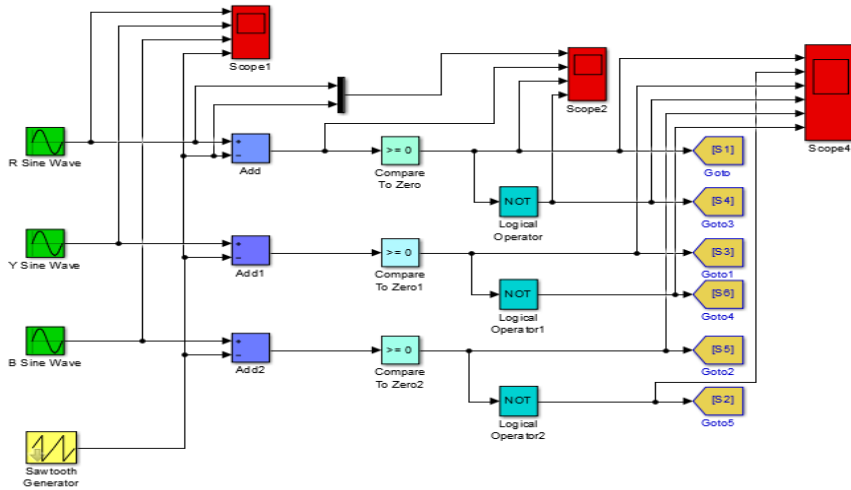 Scope1
Scope2
Scope4
R Sine Wave
+
−
Add
>= 0
Compare
To Zero
[S1]
Goto
NOT
Logical
Operator
[S4]
Goto3
Y Sine Wave
+
−
Add1
>= 0
Compare
To Zero1
[S3]
Goto1
NOT
Logical
Operator1
[S6]
Goto4
B Sine Wave
+
−
Add2
>= 0
Compare
To Zero2
[S5]
Goto2
NOT
Logical
Operator2
[S2]
Goto5
Sawtooth
Generator